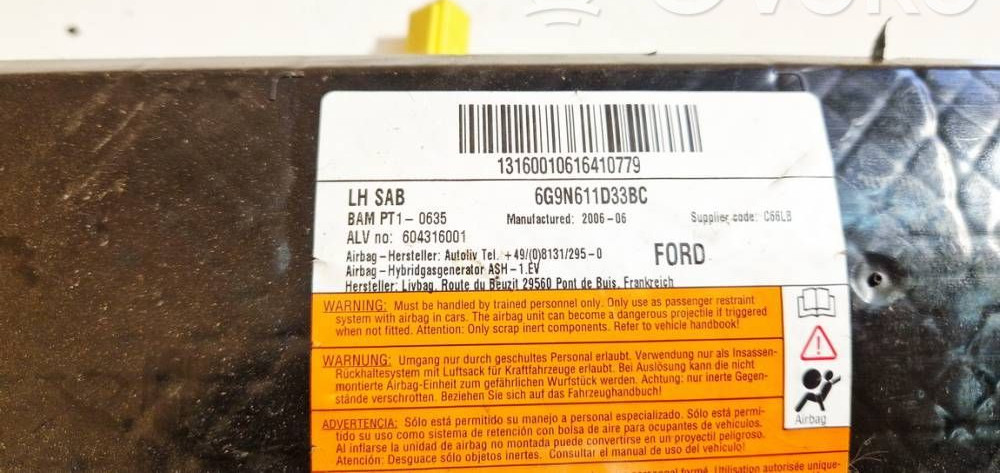 OVOKO
13160010616410779
LH SAB 6G9N611D33BC
BAM PT1- 0635 Manufactured: 2006-06 Supplier code: C66LB
ALV no: 604316001
Airbag-Hersteller: Autoliv Tel. +49/(0)8131/295-0 FORD
Airbag-Hybridgasgenerator ASH-1.EV
Hersteller: Livbag, Route du Beuzit 29560 Pont de Buis, Frankreich
WARNING: Must be handled by trained personnel only. Only use as passenger restraint
system with airbag in cars. The airbag unit can become a dangerous projectile if triggered
when not fitted. Attention: Only scrap inert components. Refer to vehicle handbook!
WARNUNG: Umgang nur durch geschultes Personal erlaubt. Verwendung nur als Insassen-
Rückhaltesystem mit Luftsack für Kraftfahrzeuge erlaubt. Bei Auslösung kann die nicht
montierte Airbag-Einheit zum gefährlichen Wurfstück werden. Achtung: nur inerte Gegen-
stände verschrotten. Beziehen Sie sich auf das Fahrzeughandbuch!
Airbag
ADVERTENCIA: Sólo está permitido su manejo a personal especializado. Sólo está permi-
tido su uso como sistema de retención con bolsa de aire para ocupantes de vehículos.
Al inflarse la unidad de airbag no montada puede convertirse en un proyectil peligroso.
Atención: Desguace sólo objetos inertes. Consultar el manual de uso del vehículo!
personnel formé. Utilisation autorisée unique-